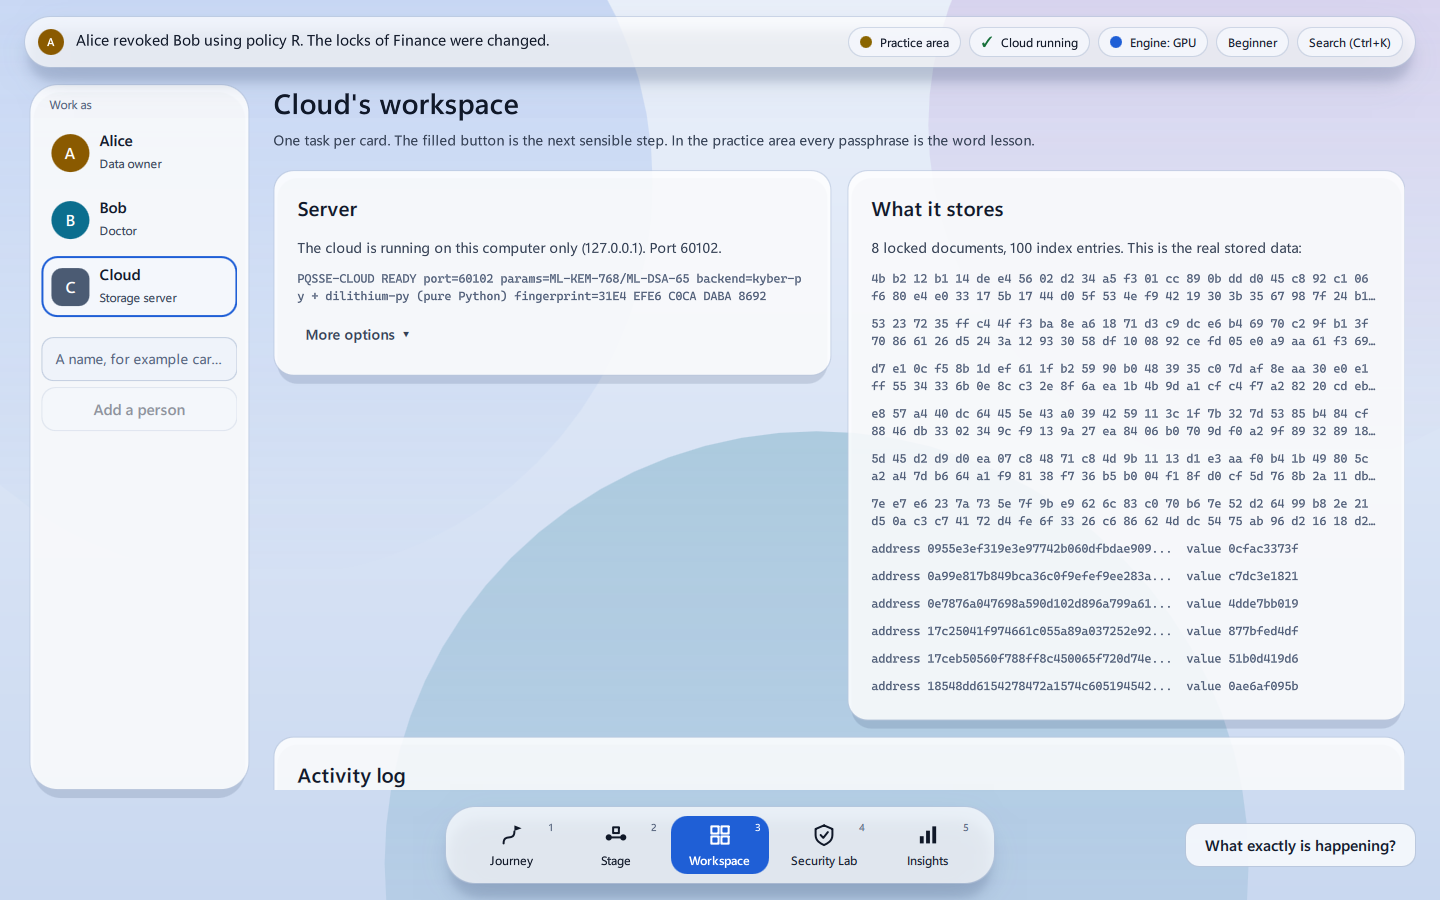 A Alice revoked Bob using policy R. The locks of Finance were changed.
Practice area
✓ Cloud running
Engine: GPU
Beginner
Search (Ctrl+K)
Work as
A
Alice
Data owner
B
Bob
Doctor
C
Cloud
Storage server
A name, for example car...
Add a person
Cloud's workspace
One task per card. The filled button is the next sensible step. In the practice area every passphrase is the word lesson.
Server
The cloud is running on this computer only (127.0.0.1). Port 60102.
PQSSE-CLOUD READY port=60102 params=ML-KEM-768/ML-DSA-65 backend=kyber-p
y + dilithium-py (pure Python) fingerprint=31E4 EFE6 C0CA DABA 8692
More options ▾
What it stores
8 locked documents, 100 index entries. This is the real stored data:
4b b2 12 b1 14 de e4 56 02 d2 34 a5 f3 01 cc 89 0b dd d0 45 c8 92 c1 06
f6 80 e4 e0 33 17 5b 17 44 d0 5f 53 4e f9 42 19 30 3b 35 67 98 7f 24 b1…
53 23 72 35 ff c4 4f f3 ba 8e a6 18 71 d3 c9 dc e6 b4 69 70 c2 9f b1 3f
70 86 61 26 d5 24 3a 12 93 30 58 df 10 08 92 ce fd 05 e0 a9 aa 61 f3 69…
d7 e1 0c f5 8b 1d ef 61 1f b2 59 90 b0 48 39 35 c0 7d af 8e aa 30 e0 e1
ff 55 34 33 6b 0e 8c c3 2e 8f 6a ea 1b 4b 9d a1 cf c4 f7 a2 82 20 cd eb…
e8 57 a4 40 dc 64 45 5e 43 a0 39 42 59 11 3c 1f 7b 32 7d 53 85 b4 84 cf
88 46 db 33 02 34 9c f9 13 9a 27 ea 84 06 b0 70 9d f0 a2 9f 89 32 89 18…
5d 45 d2 d9 d0 ea 07 c8 48 71 c8 4d 9b 11 13 d1 e3 aa f0 b4 1b 49 80 5c
a2 a4 7d b6 64 a1 f9 81 38 f7 36 b5 b0 04 f1 8f d0 cf 5d 76 8b 2a 11 db…
7e e7 e6 23 7a 73 5e 7f 9b e9 62 6c 83 c0 70 b6 7e 52 d2 64 99 b8 2e 21
d5 0a c3 c7 41 72 d4 fe 6f 33 26 c6 86 62 4d dc 54 75 ab 96 d2 16 18 d2…
address 0955e3ef319e3e97742b060dfbdae909... value 0cfac3373f
address 0a99e817b849bca36c0f9efef9ee283a... value c7dc3e1821
address 0e7876a047698a590d102d896a799a61... value 4dde7bb019
address 17c25041f974661c055a89a037252e92... value 877bfed4df
address 17ceb50560f788ff8c450065f720d74e... value 51b0d419d6
address 18548dd6154278472a1574c605194542... value 0ae6af095b
Activity log
1 Journey
2 Stage
3 Workspace
4 Security Lab
5 Insights
What exactly is happening?